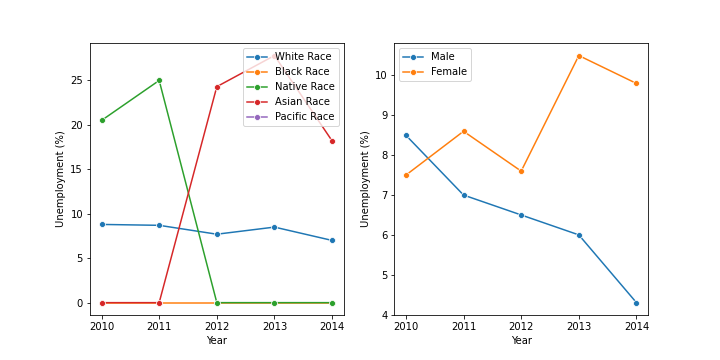 White Race
Black Race
Native Race
Asian Race
Pacific Race
Unemployment (%)
25
20
15
10
5
0
2010 2011 2012 2013 2014
Year
Male
Female
Unemployment (%)
10
9
8
7
6
5
4
2010 2011 2012 2013 2014
Year